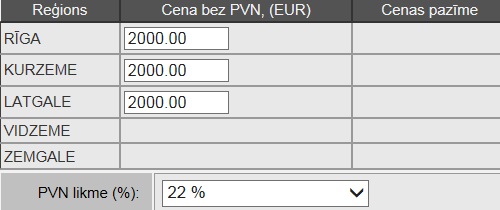 Reģions Cena bez PVN, (EUR) Cenas pazīme
RĪGA 2000.00
KURZEME 2000.00
LATGALE 2000.00
VIDZEME
ZEMGALE
PVN likme (%): 22 %